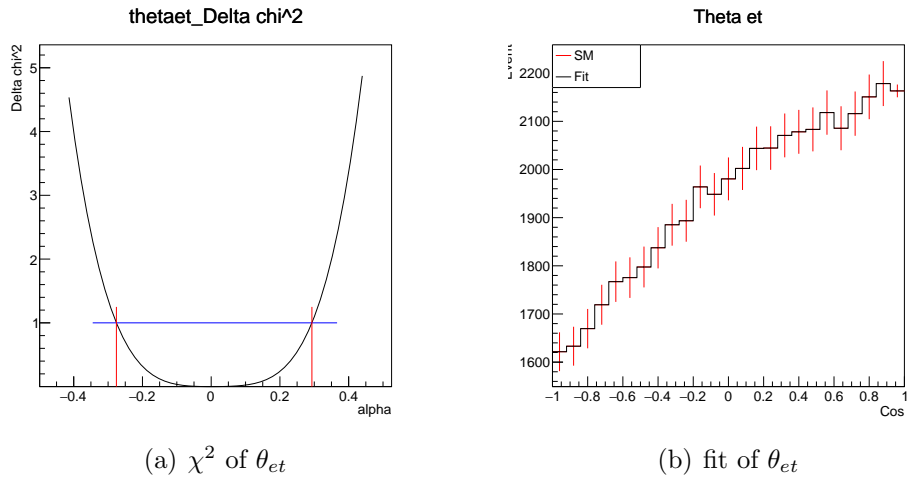 thetaet_Delta chi^2
Delta chi^2
5
4
3
2
1
−0.4 −0.2 0 0.2 0.4
alpha
(a) χ² of θet
Theta et
SM
Fit
2200
2100
2000
1900
1800
1700
1600
−1 −0.8 −0.6 −0.4 −0.2 0 0.2 0.4 0.6 0.8 1
Cos
(b) fit of θet